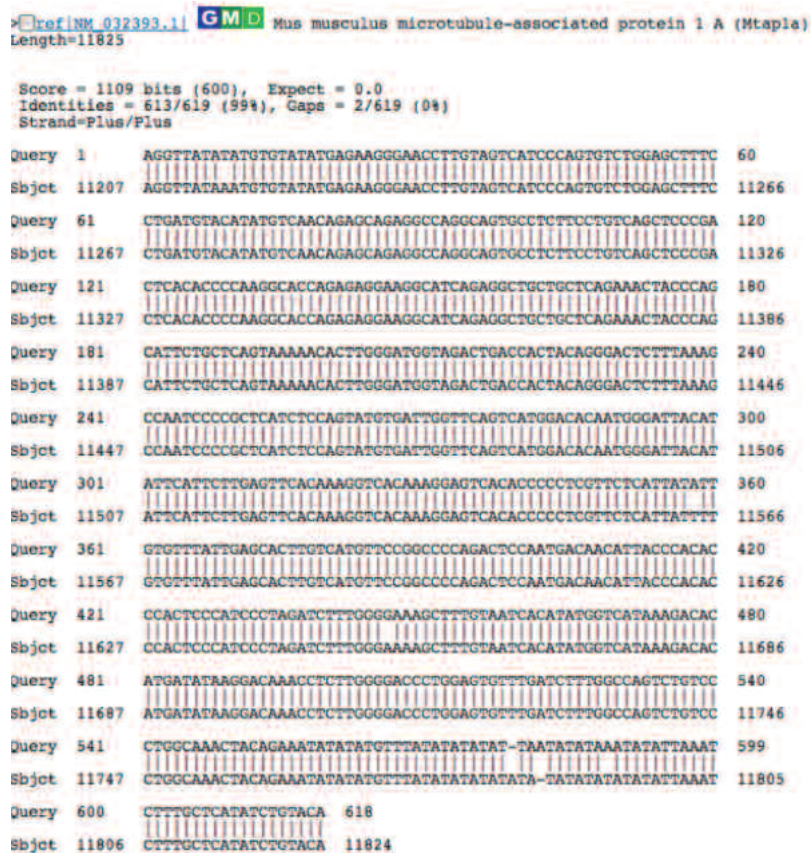 >ref|NM_032393.1| GMD Mus musculus microtubule-associated protein 1 A (Mtap1a)
Length=11825
Score = 1109 bits (600), Expect = 0.0
Identities = 613/619 (99%), Gaps = 2/619 (0%)
Strand=Plus/Plus
Query 1 AGGTTATATATGTGTATATGAGAAGGGAACCTTGTAGTCATCCCAGTGTCTGGAGCTTTC 60
Sbjct 11207 AGGTTATAAATGTGTATATGAGAAGGGAACCTTGTAGTCATCCCAGTGTCTGGAGCTTTC 11266
Query 61 CTGATGTACATATGTCAACAGAGCAGAGGCCAGGCAGTGCCTCTTCCTGTCAGCTCCCGA 120
Sbjct 11267 CTGATGTACATATGTCAACAGAGCAGAGGCCAGGCAGTGCCTCTTCCTGTCAGCTCCCGA 11326
Query 121 CTCACACCCCAAGGCACCAGAGAGGAAGGCATCAGAGGCTGCTGCTCAGAAACTACCCAG 180
Sbjct 11327 CTCACACCCCAAGGCACCAGAGAGGAAGGCATCAGAGGCTGCTGCTCAGAAACTACCCAG 11386
Query 181 CATTCTGCTCAGTAAAAACACTTGGGATGGTAGACTGACCACTACAGGGACTCTTTAAAG 240
Sbjct 11387 CATTCTGCTCAGTAAAAACACTTGGGATGGTAGACTGACCACTACAGGGACTCTTTAAAG 11446
Query 241 CCAATCCCCGCTCATCTCCAGTATGTGATTGGTTCAGTCATGGACACAATGGGATTACAT 300
Sbjct 11447 CCAATCCCCGCTCATCTCCAGTATGTGATTGGTTCAGTCATGGACACAATGGGATTACAT 11506
Query 301 ATTCATTCTTGAGTTCACAAAGGTCACAAAGGAGTCACACCCCCTCGTTCTCATTATATT 360
Sbjct 11507 ATTCATTCTTGAGTTCACAAAGGTCACAAAGGAGTCACACCCCCTCGTTCTCATTATTTT 11566
Query 361 GTGTTTATTGAGCACTTGTCATGTTCCGGCCCCAGACTCCAATGACAACATTACCCACAC 420
Sbjct 11567 GTGTTTATTGAGCACTTGTCATGTTCCGGCCCCAGACTCCAATGACAACATTACCCACAC 11626
Query 421 CCACTCCCATCCCTAGATCTTTGGGGAAAGCTTTGTAATCACATATGGTCATAAAGACAC 480
Sbjct 11627 CCACTCCCATCCCTAGATCTTTGGGAAAAGCTTTGTAATCACATATGGTCATAAAGACAC 11686
Query 481 ATGATATAAGGACAAACCTCTTGGGGACCCTGGAGTGTTTGATCTTTGGCCAGTCTGTCC 540
Sbjct 11687 ATGATATAAGGACAAACCTCTTGGGGACCCTGGAGTGTTTGATCTTTGGCCAGTCTGTCC 11746
Query 541 CTGGCAAACTACAGAAATATATATGTTTATATATATAT-TAATATATAAATATATTAAAT 599
Sbjct 11747 CTGGCAAACTACAGAAATATATATGTTTATATATATATATA-TATATATATATATTAAAT 11805
Query 600 CTTTGCTCATATCTGTACA 618
Sbjct 11806 CTTTGCTCATATCTGTACA 11824